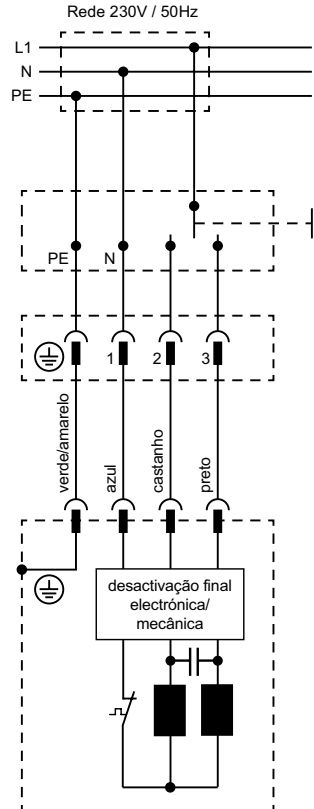 Rede 230V / 50Hz
L1
N
PE
PE
N
1
2
3
verde/amarelo
azul
castanho
preto
desactivação final
electrónica/
mecânica